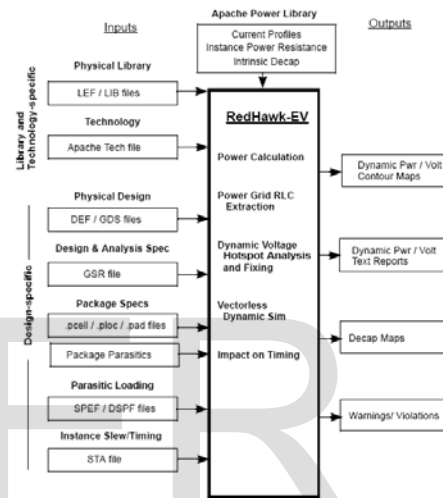 Apache Power Library
Inputs
Outputs
Current Profiles
Instance Power Resistance
Intrinsic Decap
Library and
Technology-specific
Physical Library
LEF / LIB files
Technology
Apache Tech file
Design-specific
Physical Design
DEF / GDS files
Design & Analysis Spec
GSR file
Package Specs
.pcell / .ploc / .pad files
Package Parasitics
Parasitic Loading
SPEF / DSPF files
Instance Slew/Timing
STA file
RedHawk-EV
Power Calculation
Power Grid RLC
Extraction
Dynamic Voltage
Hotspot Analysis
and Fixing
Vectorless
Dynamic Sim
Impact on Timing
Dynamic Pwr / Volt
Contour Maps
Dynamic Pwr / Volt
Text Reports
Decap Maps
Warnings/ Violations